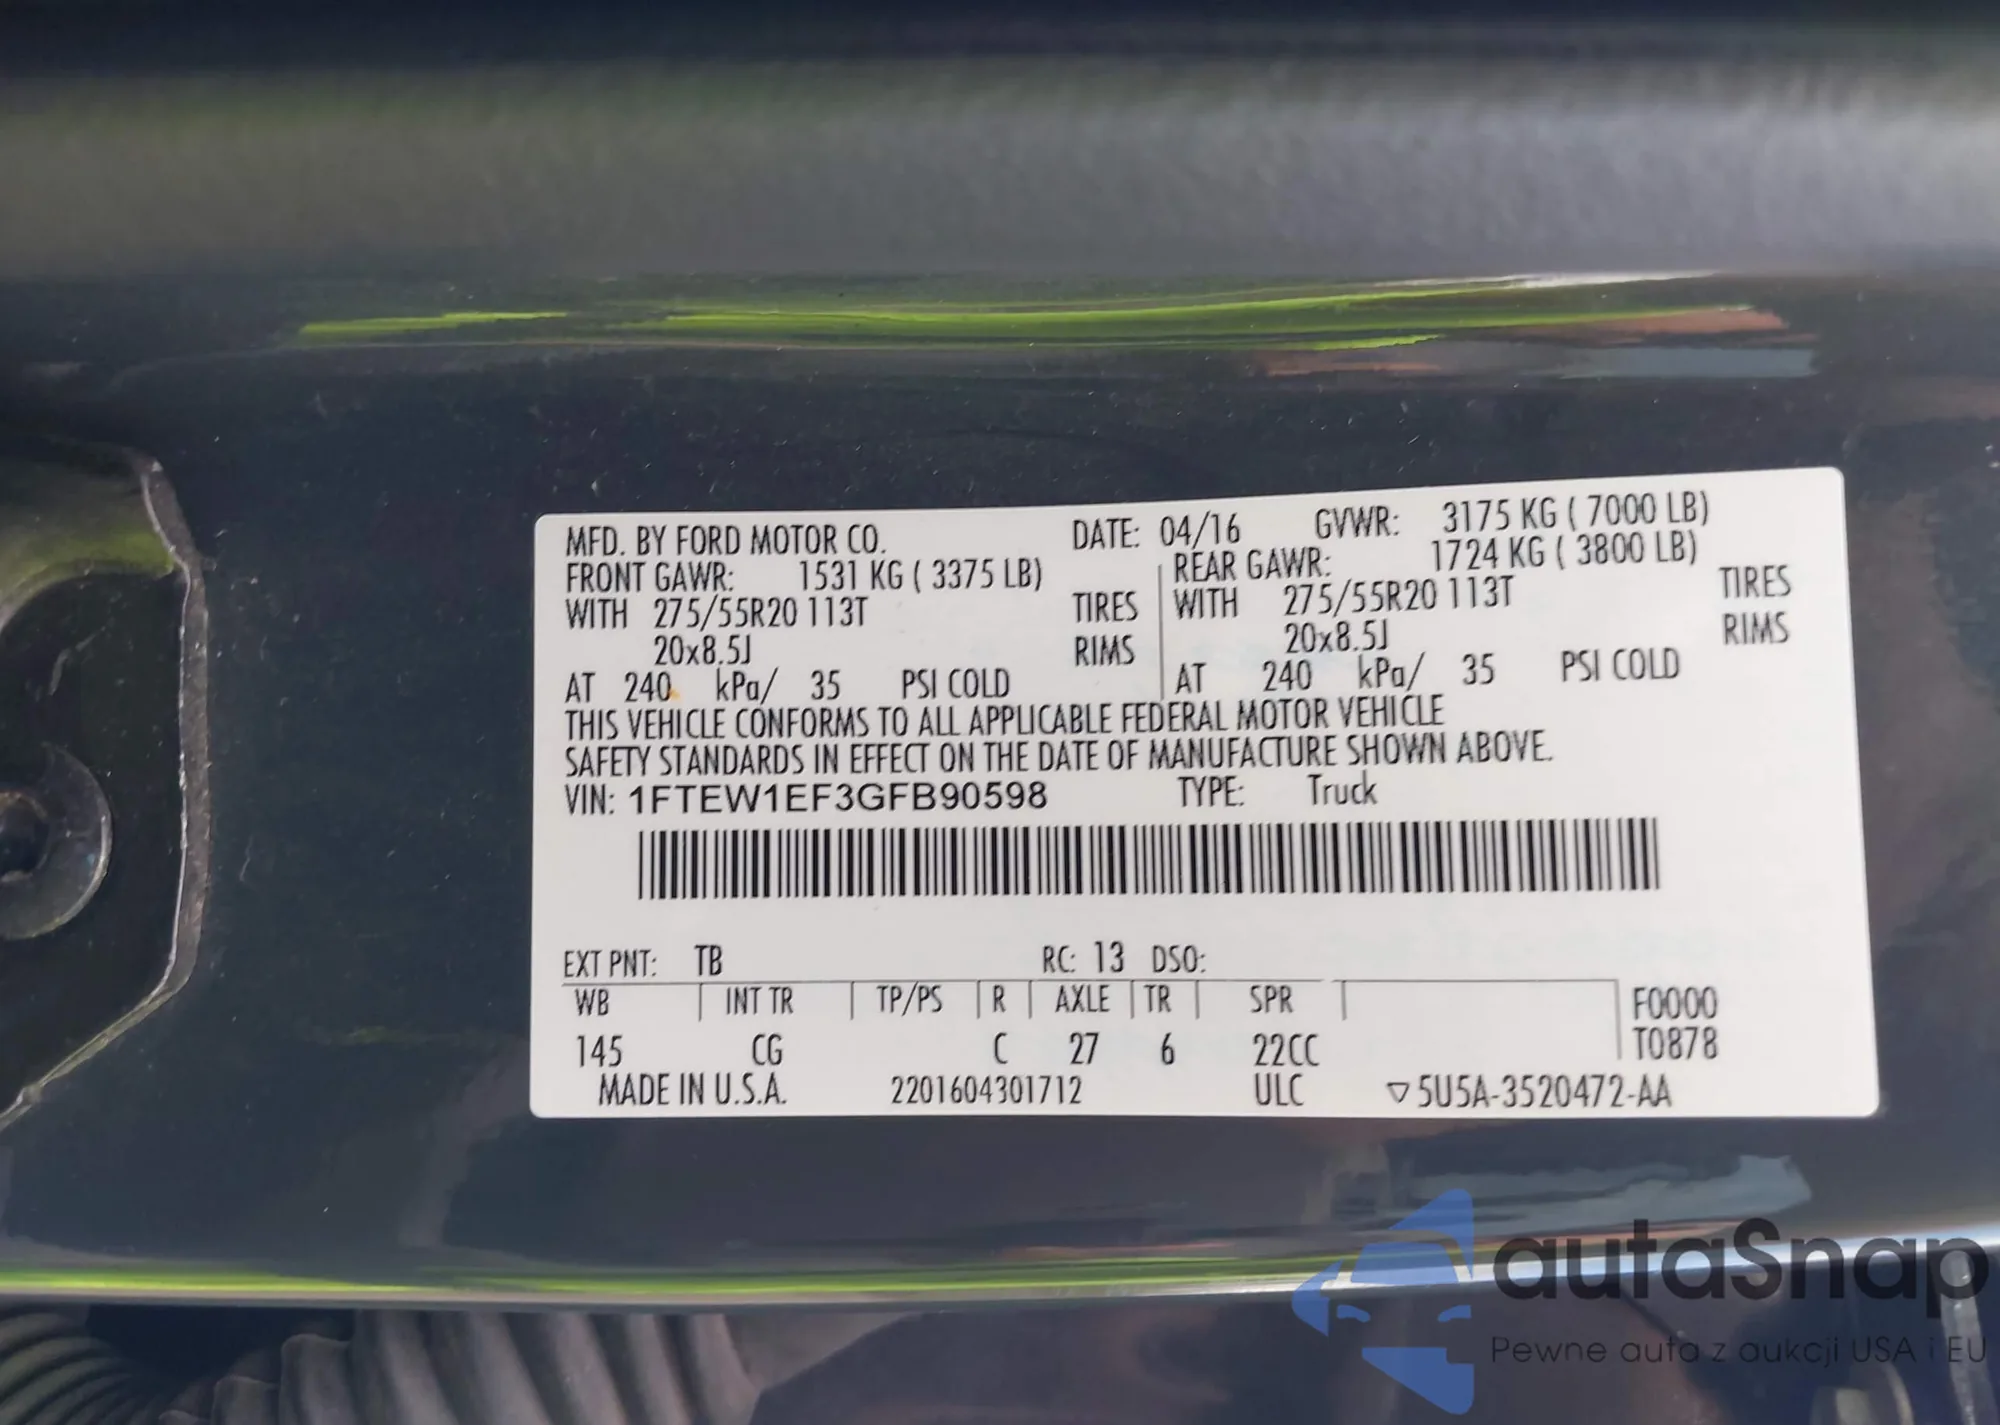 MFD. BY FORD MOTOR CO. DATE: 04/16 GVWR: 3175 KG ( 7000 LB)
FRONT GAWR: 1531 KG ( 3375 LB) REAR GAWR: 1724 KG ( 3800 LB)
WITH 275/55R20 113T TIRES WITH 275/55R20 113T TIRES
20x8.5J RIMS 20x8.5J RIMS
AT 240 kPa/ 35 PSI COLD AT 240 kPa/ 35 PSI COLD
THIS VEHICLE CONFORMS TO ALL APPLICABLE FEDERAL MOTOR VEHICLE
SAFETY STANDARDS IN EFFECT ON THE DATE OF MANUFACTURE SHOWN ABOVE.
VIN: 1FTEW1EF3GFB90598 TYPE: Truck
EXT PNT: TB RC: 13 DSO:
WB INT TR TP/PS R AXLE TR SPR F0000
145 CG C 27 6 22CC T0878
MADE IN U.S.A. 2201604301712 ULC ▽5U5A-3520472-AA
autaSnap
Pewne auta z aukcji USA i EU